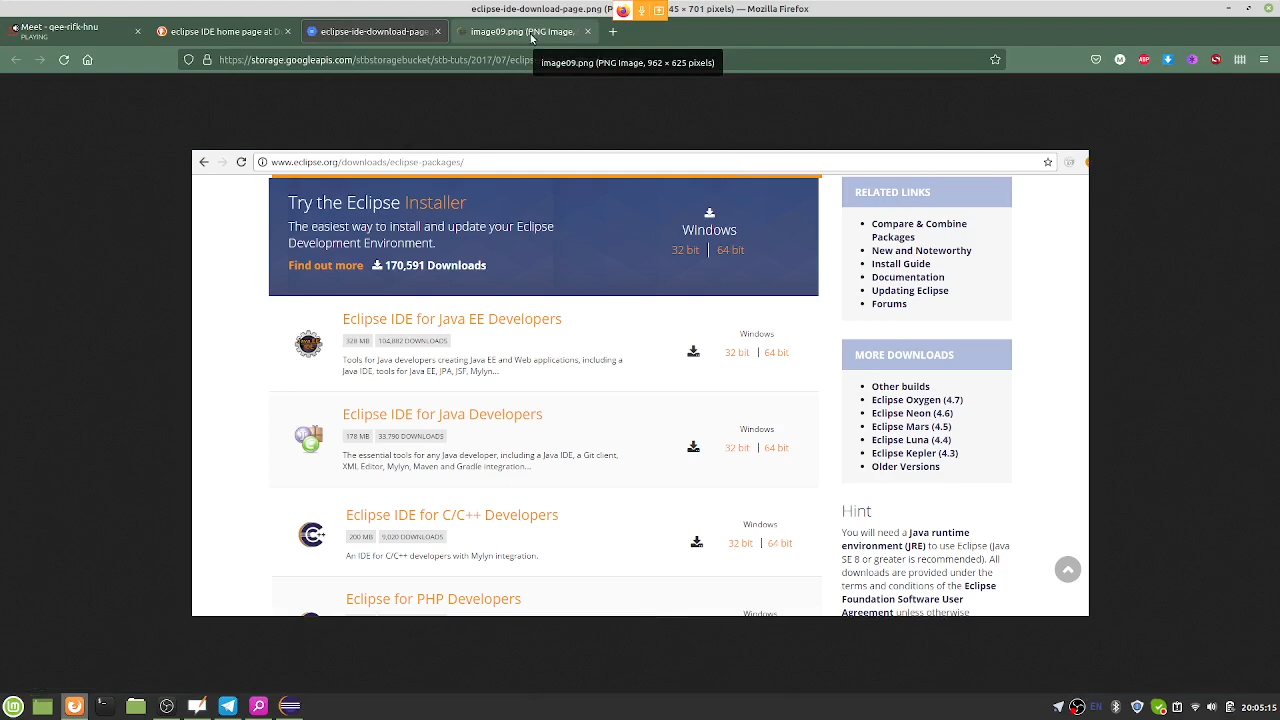 eclipse-ide-download-page.png (P
45 × 701 pixels) — Mozilla Firefox
Meet - gee-rifk-hnu
PLAYING
eclipse IDE home page at D
eclipse-ide-download-page.
image09.png (PNG Image,
https://storage.googleapis.com/stbstoragebucket/stb-tuts/2017/07/eclips
image09.png (PNG Image, 962 × 625 pixels)
www.eclipse.org/downloads/eclipse-packages/
Try the Eclipse Installer
The easiest way to install and update your Eclipse
Development Environment.
Find out more 170,591 Downloads
Windows
32 bit | 64 bit
Eclipse IDE for Java EE Developers
328 MB 104,882 DOWNLOADS
Tools for Java developers creating Java EE and Web applications, including a
Java IDE, tools for Java EE, JPA, JSF, Mylyn...
Windows
32 bit | 64 bit
Eclipse IDE for Java Developers
178 MB 33,790 DOWNLOADS
The essential tools for any Java developer, including a Java IDE, a Git client,
XML Editor, Mylyn, Maven and Gradle integration...
Windows
32 bit | 64 bit
Eclipse IDE for C/C++ Developers
200 MB 9,020 DOWNLOADS
An IDE for C/C++ developers with Mylyn integration.
Windows
32 bit | 64 bit
Eclipse for PHP Developers
Windows
RELATED LINKS
Compare & Combine
Packages
New and Noteworthy
Install Guide
Documentation
Updating Eclipse
Forums
MORE DOWNLOADS
Other builds
Eclipse Oxygen (4.7)
Eclipse Neon (4.6)
Eclipse Mars (4.5)
Eclipse Luna (4.4)
Eclipse Kepler (4.3)
Older Versions
Hint
You will need a Java runtime
environment (JRE) to use Eclipse (Java
SE 8 or greater is recommended). All
downloads are provided under the
terms and conditions of the Eclipse
Foundation Software User
Agreement unless otherwise
EN
20:05:15